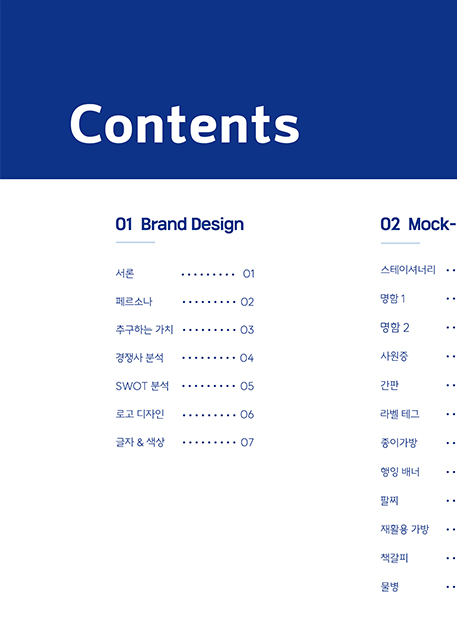 Contents
01 Brand Design
서론 ········· 01
페르소나 ········· 02
추구하는 가치 ········· 03
경쟁사 분석 ········· 04
SWOT 분석 ········· 05
로고 디자인 ········· 06
글자 & 색상 ········· 07
02 Mock-
스테이셔너리 ··
명함 1 ··
명함 2 ··
사원증 ··
간판 ··
라벨 테그 ··
종이가방 ··
행잉 배너 ··
팔찌 ··
재활용 가방 ··
책갈피 ··
물병 ··